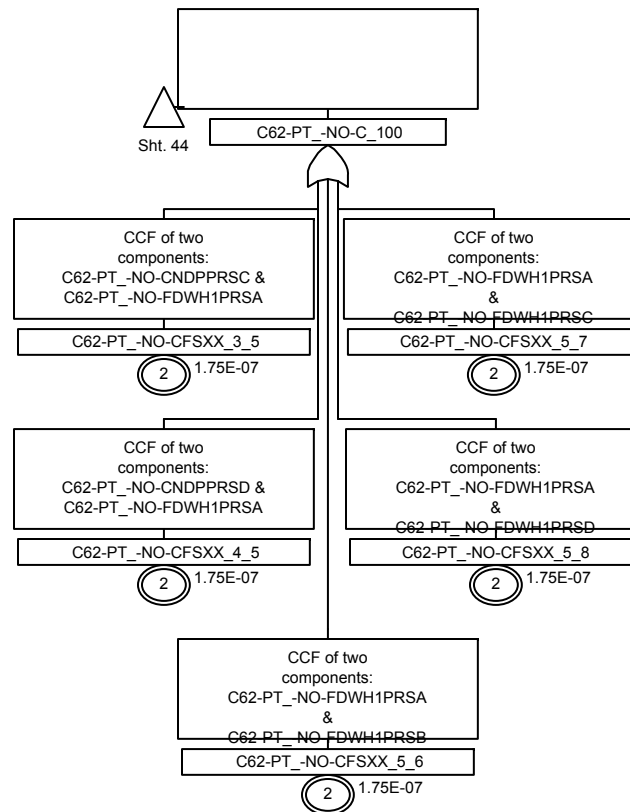 C62-PT_-NO-C_100
Sht. 44
CCF of two
components:
C62-PT_-NO-CNDPPRSC &
C62-PT_-NO-FDWH1PRSA
C62-PT_-NO-CFSXX_3_5
2
1.75E-07
CCF of two
components:
C62-PT_-NO-FDWH1PRSA
&
C62-PT_-NO-FDWH1PRSC
C62-PT_-NO-CFSXX_5_7
2
1.75E-07
CCF of two
components:
C62-PT_-NO-CNDPPRSD &
C62-PT_-NO-FDWH1PRSA
C62-PT_-NO-CFSXX_4_5
2
1.75E-07
CCF of two
components:
C62-PT_-NO-FDWH1PRSA
&
C62-PT_-NO-FDWH1PRSD
C62-PT_-NO-CFSXX_5_8
2
1.75E-07
CCF of two
components:
C62-PT_-NO-FDWH1PRSA
&
C62-PT_-NO-FDWH1PRSB
C62-PT_-NO-CFSXX_5_6
2
1.75E-07